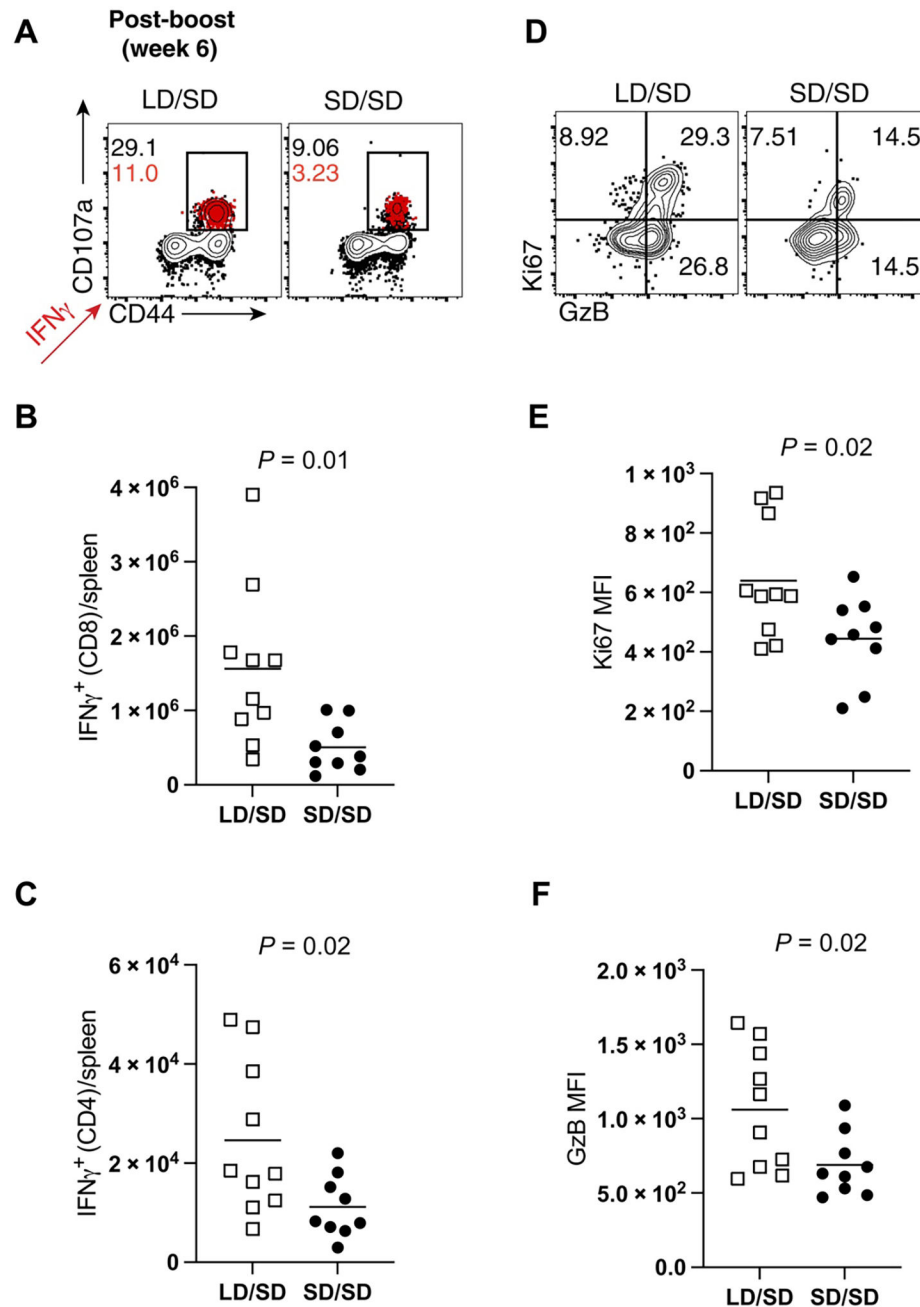 A
Post-boost
(week 6)
LD/SD
SD/SD
29.1
11.0
9.06
3.23
CD107a
IFNγ
CD44
B
P = 0.01
4 × 10⁶
3 × 10⁶
2 × 10⁶
1 × 10⁶
0
IFNγ⁺ (CD8)/spleen
LD/SD
SD/SD
C
P = 0.02
6 × 10⁴
4 × 10⁴
2 × 10⁴
0
IFNγ⁺ (CD4)/spleen
LD/SD
SD/SD
D
LD/SD
SD/SD
8.92
29.3
26.8
7.51
14.5
14.5
Ki67
GzB
E
P = 0.02
1 × 10³
8 × 10²
6 × 10²
4 × 10²
2 × 10²
0
Ki67 MFI
LD/SD
SD/SD
F
P = 0.02
2.0 × 10³
1.5 × 10³
1.0 × 10³
5.0 × 10²
0.0
GzB MFI
LD/SD
SD/SD